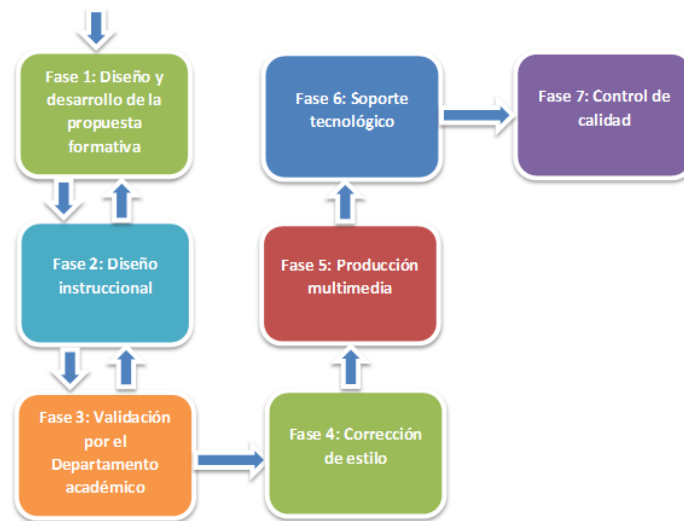 Fase 1: Diseño y
desarrollo de la
propuesta
formativa
Fase 2: Diseño
instruccional
Fase 3: Validación
por el
Departamento
académico
Fase 4: Corrección
de estilo
Fase 5: Producción
multimedia
Fase 6: Soporte
tecnológico
Fase 7: Control de
calidad